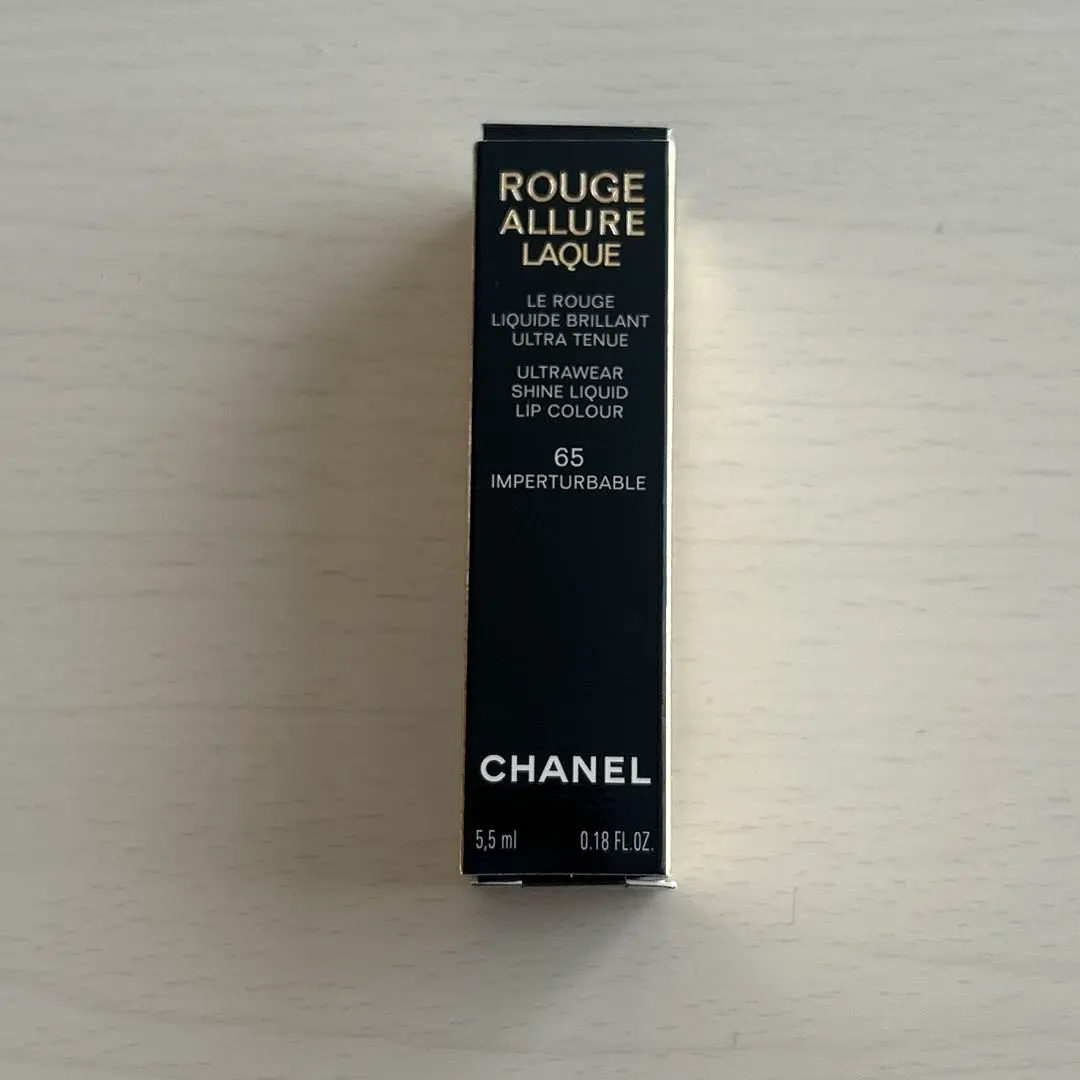 ROUGE
ALLURE
LAQUE
LE ROUGE
LIQUIDE BRILLANT
ULTRA TENUE
ULTRAWEAR
SHINE LIQUID
LIP COLOUR
65
IMPERTURBABLE
CHANEL
5,5 ml 0.18 FL.OZ.